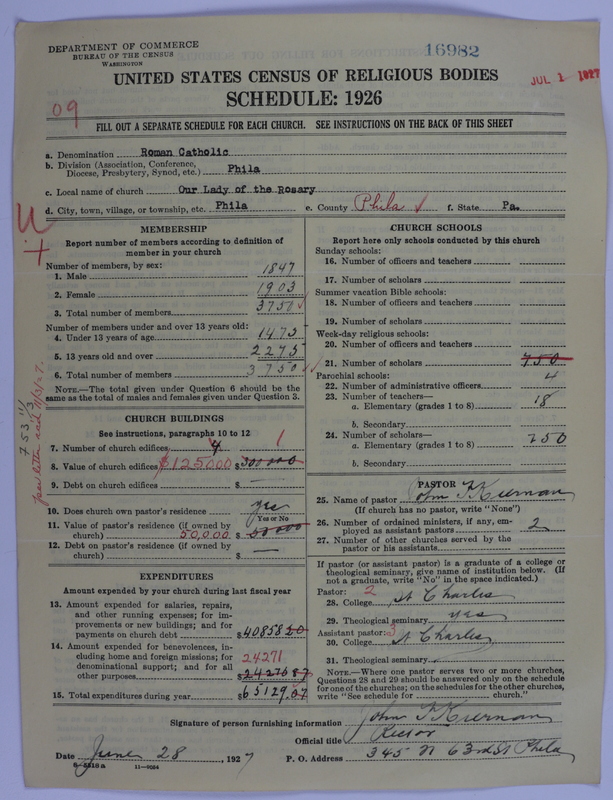 DEPARTMENT OF COMMERCE
BUREAU OF THE CENSUS
WASHINGTON
16982
JUL 1 1927
UNITED STATES CENSUS OF RELIGIOUS BODIES
SCHEDULE: 1926
09
FILL OUT A SEPARATE SCHEDULE FOR EACH CHURCH. SEE INSTRUCTIONS ON THE BACK OF THIS SHEET
a. Denomination Roman Catholic
b. Division (Association, Conference, Diocese, Presbytery, Synod, etc.) Phila
c. Local name of church Our Lady of the Rosary
d. City, town, village, or township, etc. Phila e. County Phila ✓ f. State Pa.
MEMBERSHIP
Report number of members according to definition of
member in your church
Number of members, by sex:
1. Male 1847
2. Female 1903
3. Total number of members 3750 ✓
Number of members under and over 13 years old:
4. Under 13 years of age 1475
5. 13 years old and over 2275
6. Total number of members 3750 ✓
NOTE.—The total given under Question 6 should be the
same as the total of males and females given under Question 3.
CHURCH BUILDINGS
See instructions, paragraphs 10 to 12
7. Number of church edifices 4 1
8. Value of church edifices $125000 $300000
9. Debt on church edifices $ —
10. Does church own pastor's residence yes
Yes or No
11. Value of pastor's residence (if owned by
church) 50,000 $ 50000
12. Debt on pastor's residence (if owned by
church) $ —
EXPENDITURES
Amount expended by your church during last fiscal year
13. Amount expended for salaries, repairs,
and other running expenses; for im-
provements or new buildings; and for
payments on church debt $40858 20
14. Amount expended for benevolences, in-
cluding home and foreign missions; for
denominational support; and for all
other purposes 24271 $24270 87
15. Total expenditures during year $65129.07
CHURCH SCHOOLS
Report here only schools conducted by this church
Sunday schools:
16. Number of officers and teachers
17. Number of scholars
Summer vacation Bible schools:
18. Number of officers and teachers
19. Number of scholars
Week-day religious schools:
20. Number of officers and teachers
21. Number of scholars 750
Parochial schools:
22. Number of administrative officers 4
23. Number of teachers—
a. Elementary (grades 1 to 8) 18
b. Secondary
24. Number of scholars—
a. Elementary (grades 1 to 8) 750
b. Secondary
PASTOR
25. Name of pastor John F Kiernan
(If church has no pastor, write "None")
26. Number of ordained ministers, if any, em-
ployed as assistant pastors 2
27. Number of other churches served by the
pastor or his assistants
If pastor (or assistant pastor) is a graduate of a college or
theological seminary, give name of institution below. (If
not a graduate, write "No" in the space indicated.)
Pastor: 2
28. College St Charles
29. Theological seminary yes
Assistant pastor: 3
30. College St Charles
31. Theological seminary
NOTE.—Where one pastor serves two or more churches,
Questions 28 and 29 should be answered only on the schedule
for one of the churches; on the schedules for the other churches,
write "See schedule for church."
Signature of person furnishing information John F Kiernan
Official title Rector
Date June 28, 1927 P. O. Address 345 N 63rd St Phila
11—9024